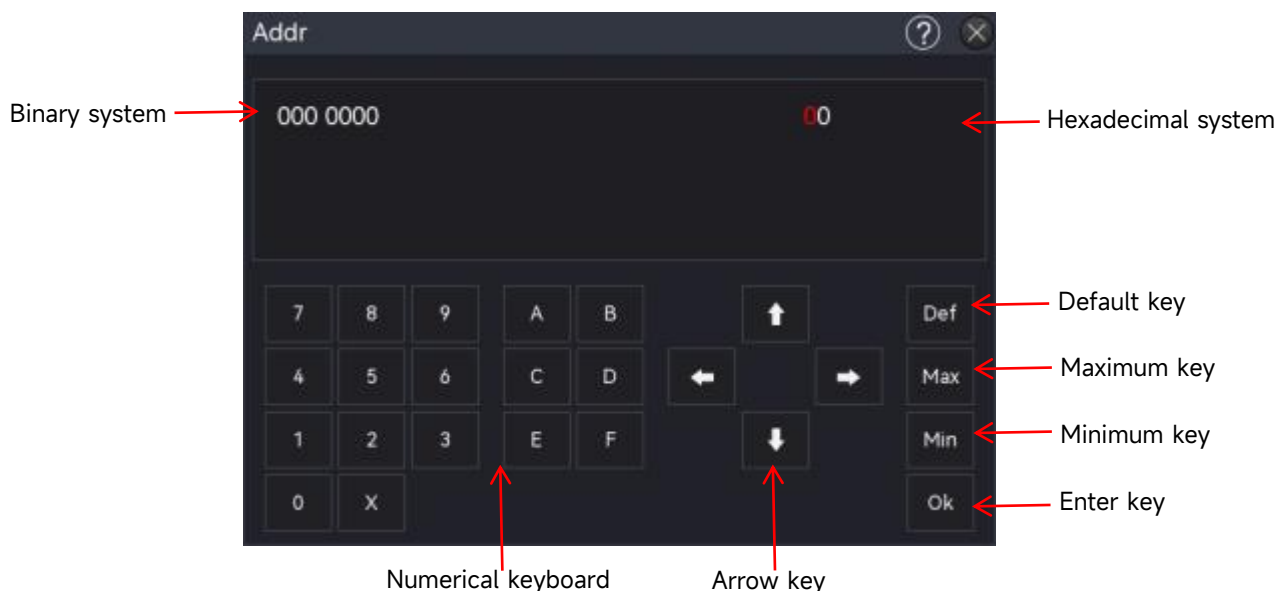 Addr ?
Binary system 000 0000 00 Hexadecimal system
7 8 9 A B Def Default key
4 5 6 C D Max Maximum key
1 2 3 E F Min Minimum key
0 X Ok Enter key
Numerical keyboard Arrow key